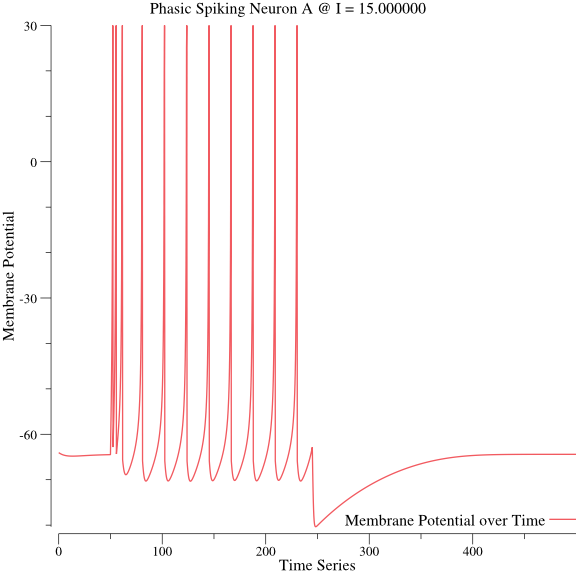 Phasic Spiking Neuron A @ I = 15.000000
30
0
-30
-60
Membrane Potential
Membrane Potential over Time
0 100 200 300 400
Time Series